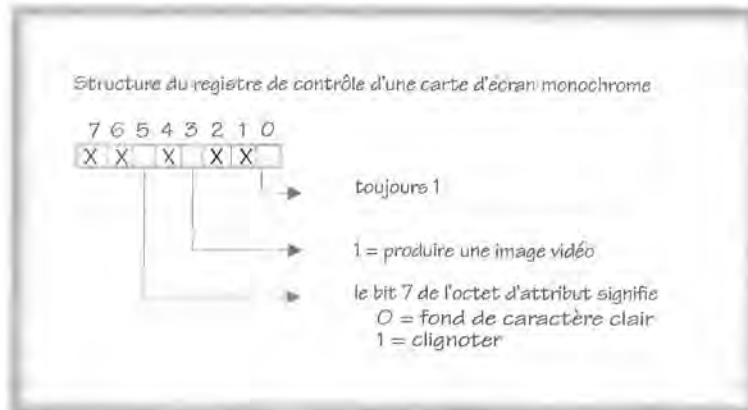 Structure du registre de contrôle d'une carte d'écran monochrome
7 6 5 4 3 2 1 0
X X X X X
toujours 1
1 = produire une image vidéo
le bit 7 de l'octet d'attribut signifie
0 = fond de caractère clair
1 = clignoter